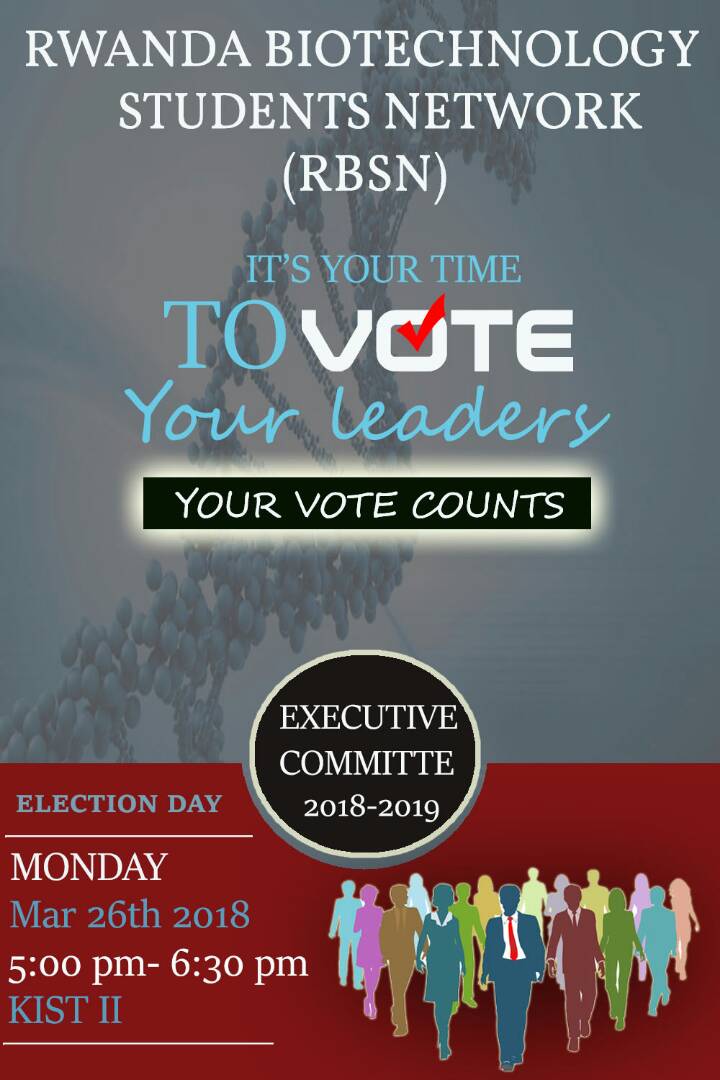 RWANDA BIOTECHNOLOGY
STUDENTS NETWORK
(RBSN)
IT'S YOUR TIME
TO VOTE
Your leaders
YOUR VOTE COUNTS
EXECUTIVE
COMMITTE
2018-2019
ELECTION DAY
MONDAY
Mar 26th 2018
5:00 pm- 6:30 pm
KIST II